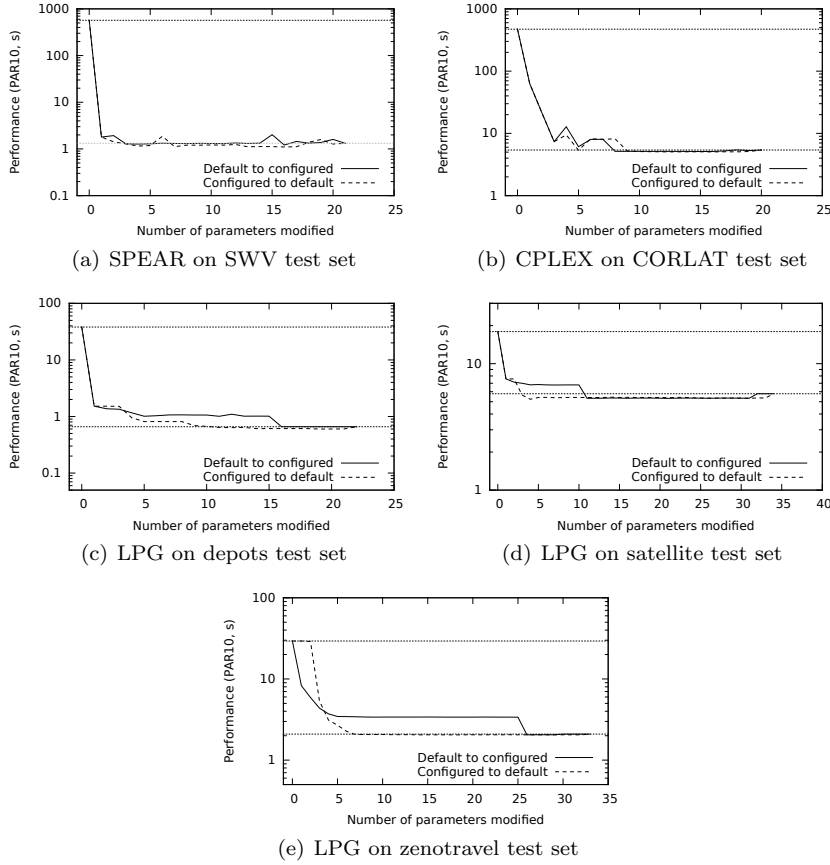 1000
100
10
1
0.1
Performance (PAR10, s)
Default to configured
Configured to default
0 5 10 15 20 25
Number of parameters modified
(a) SPEAR on SWV test set
1000
100
10
1
Performance (PAR10, s)
Default to configured
Configured to default
0 5 10 15 20 25
Number of parameters modified
(b) CPLEX on CORLAT test set
100
10
1
0.1
Performance (PAR10, s)
Default to configured
Configured to default
0 5 10 15 20 25
Number of parameters modified
(c) LPG on depots test set
10
1
Performance (PAR10, s)
Default to configured
Configured to default
0 5 10 15 20 25 30 35 40
Number of parameters modified
(d) LPG on satellite test set
100
10
1
Performance (PAR10, s)
Default to configured
Configured to default
0 5 10 15 20 25 30 35
Number of parameters modified
(e) LPG on zenotravel test set